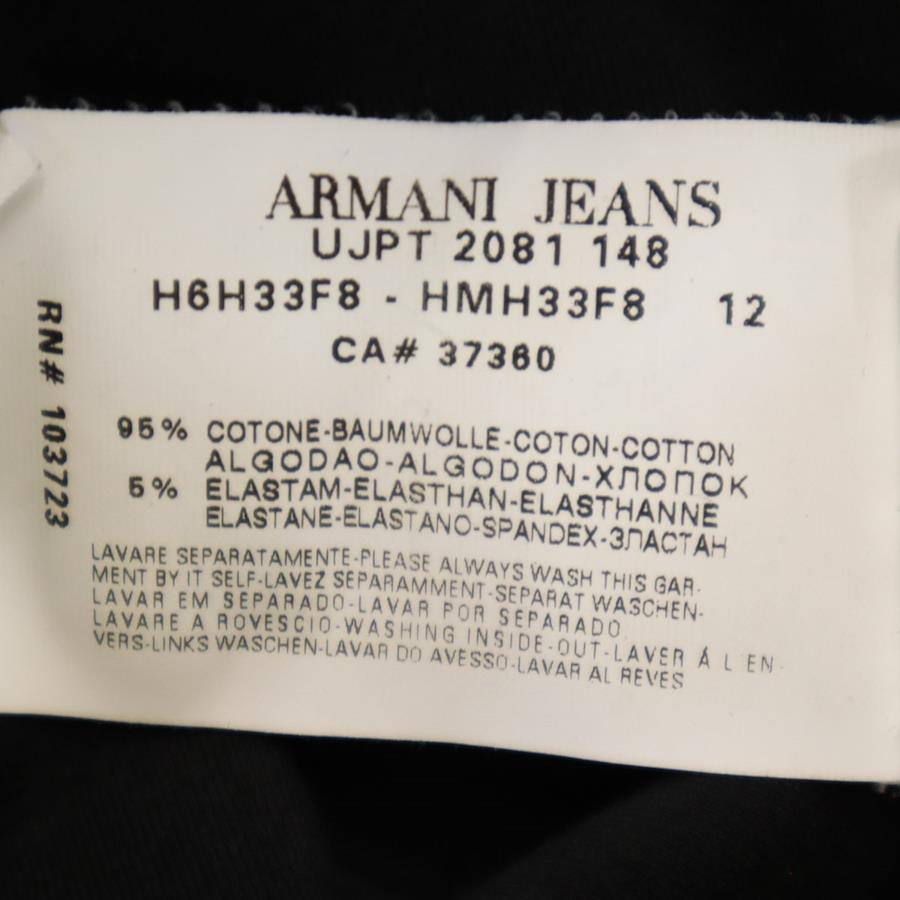 ARMANI JEANS
UJPT 2081 148
H6H33F8 - HMH33F8 12
CA# 37360
RN# 103723
95% COTONE-BAUMWOLLE-COTON-COTTON
ALGODAO-ALGODON-ХЛОПОК
5% ELASTAM-ELASTHAN-ELASTHANNE
ELASTANE-ELASTANO-SPANDEX-ЗЛАСТАН
LAVARE SEPARATAMENTE-PLEASE ALWAYS WASH THIS GAR-
MENT BY IT SELF-LAVEZ SEPARAMMENT-SEPARAT WASCHEN-
LAVAR EM SEPARADO-LAVAR POR SEPARADO
LAVARE A ROVESCIO-WASHING INSIDE-OUT-LAVER Á L EN-
VERS-LINKS WASCHEN-LAVAR DO AVESSO-LAVAR AL REVES